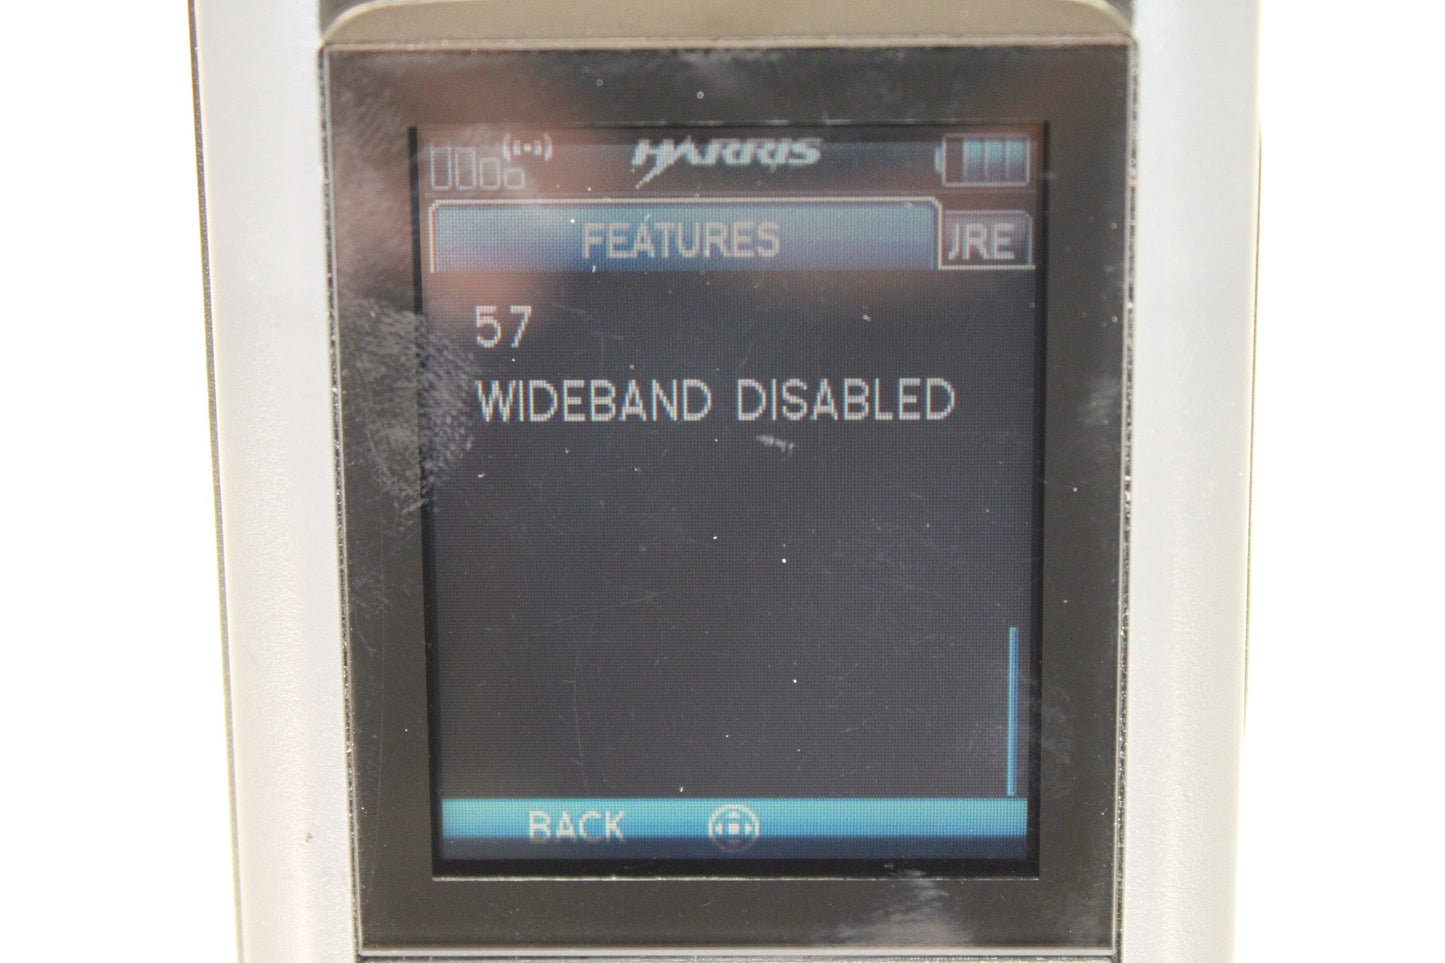 HARRIS
FEATURES JRE
57
WIDEBAND DISABLED
BACK